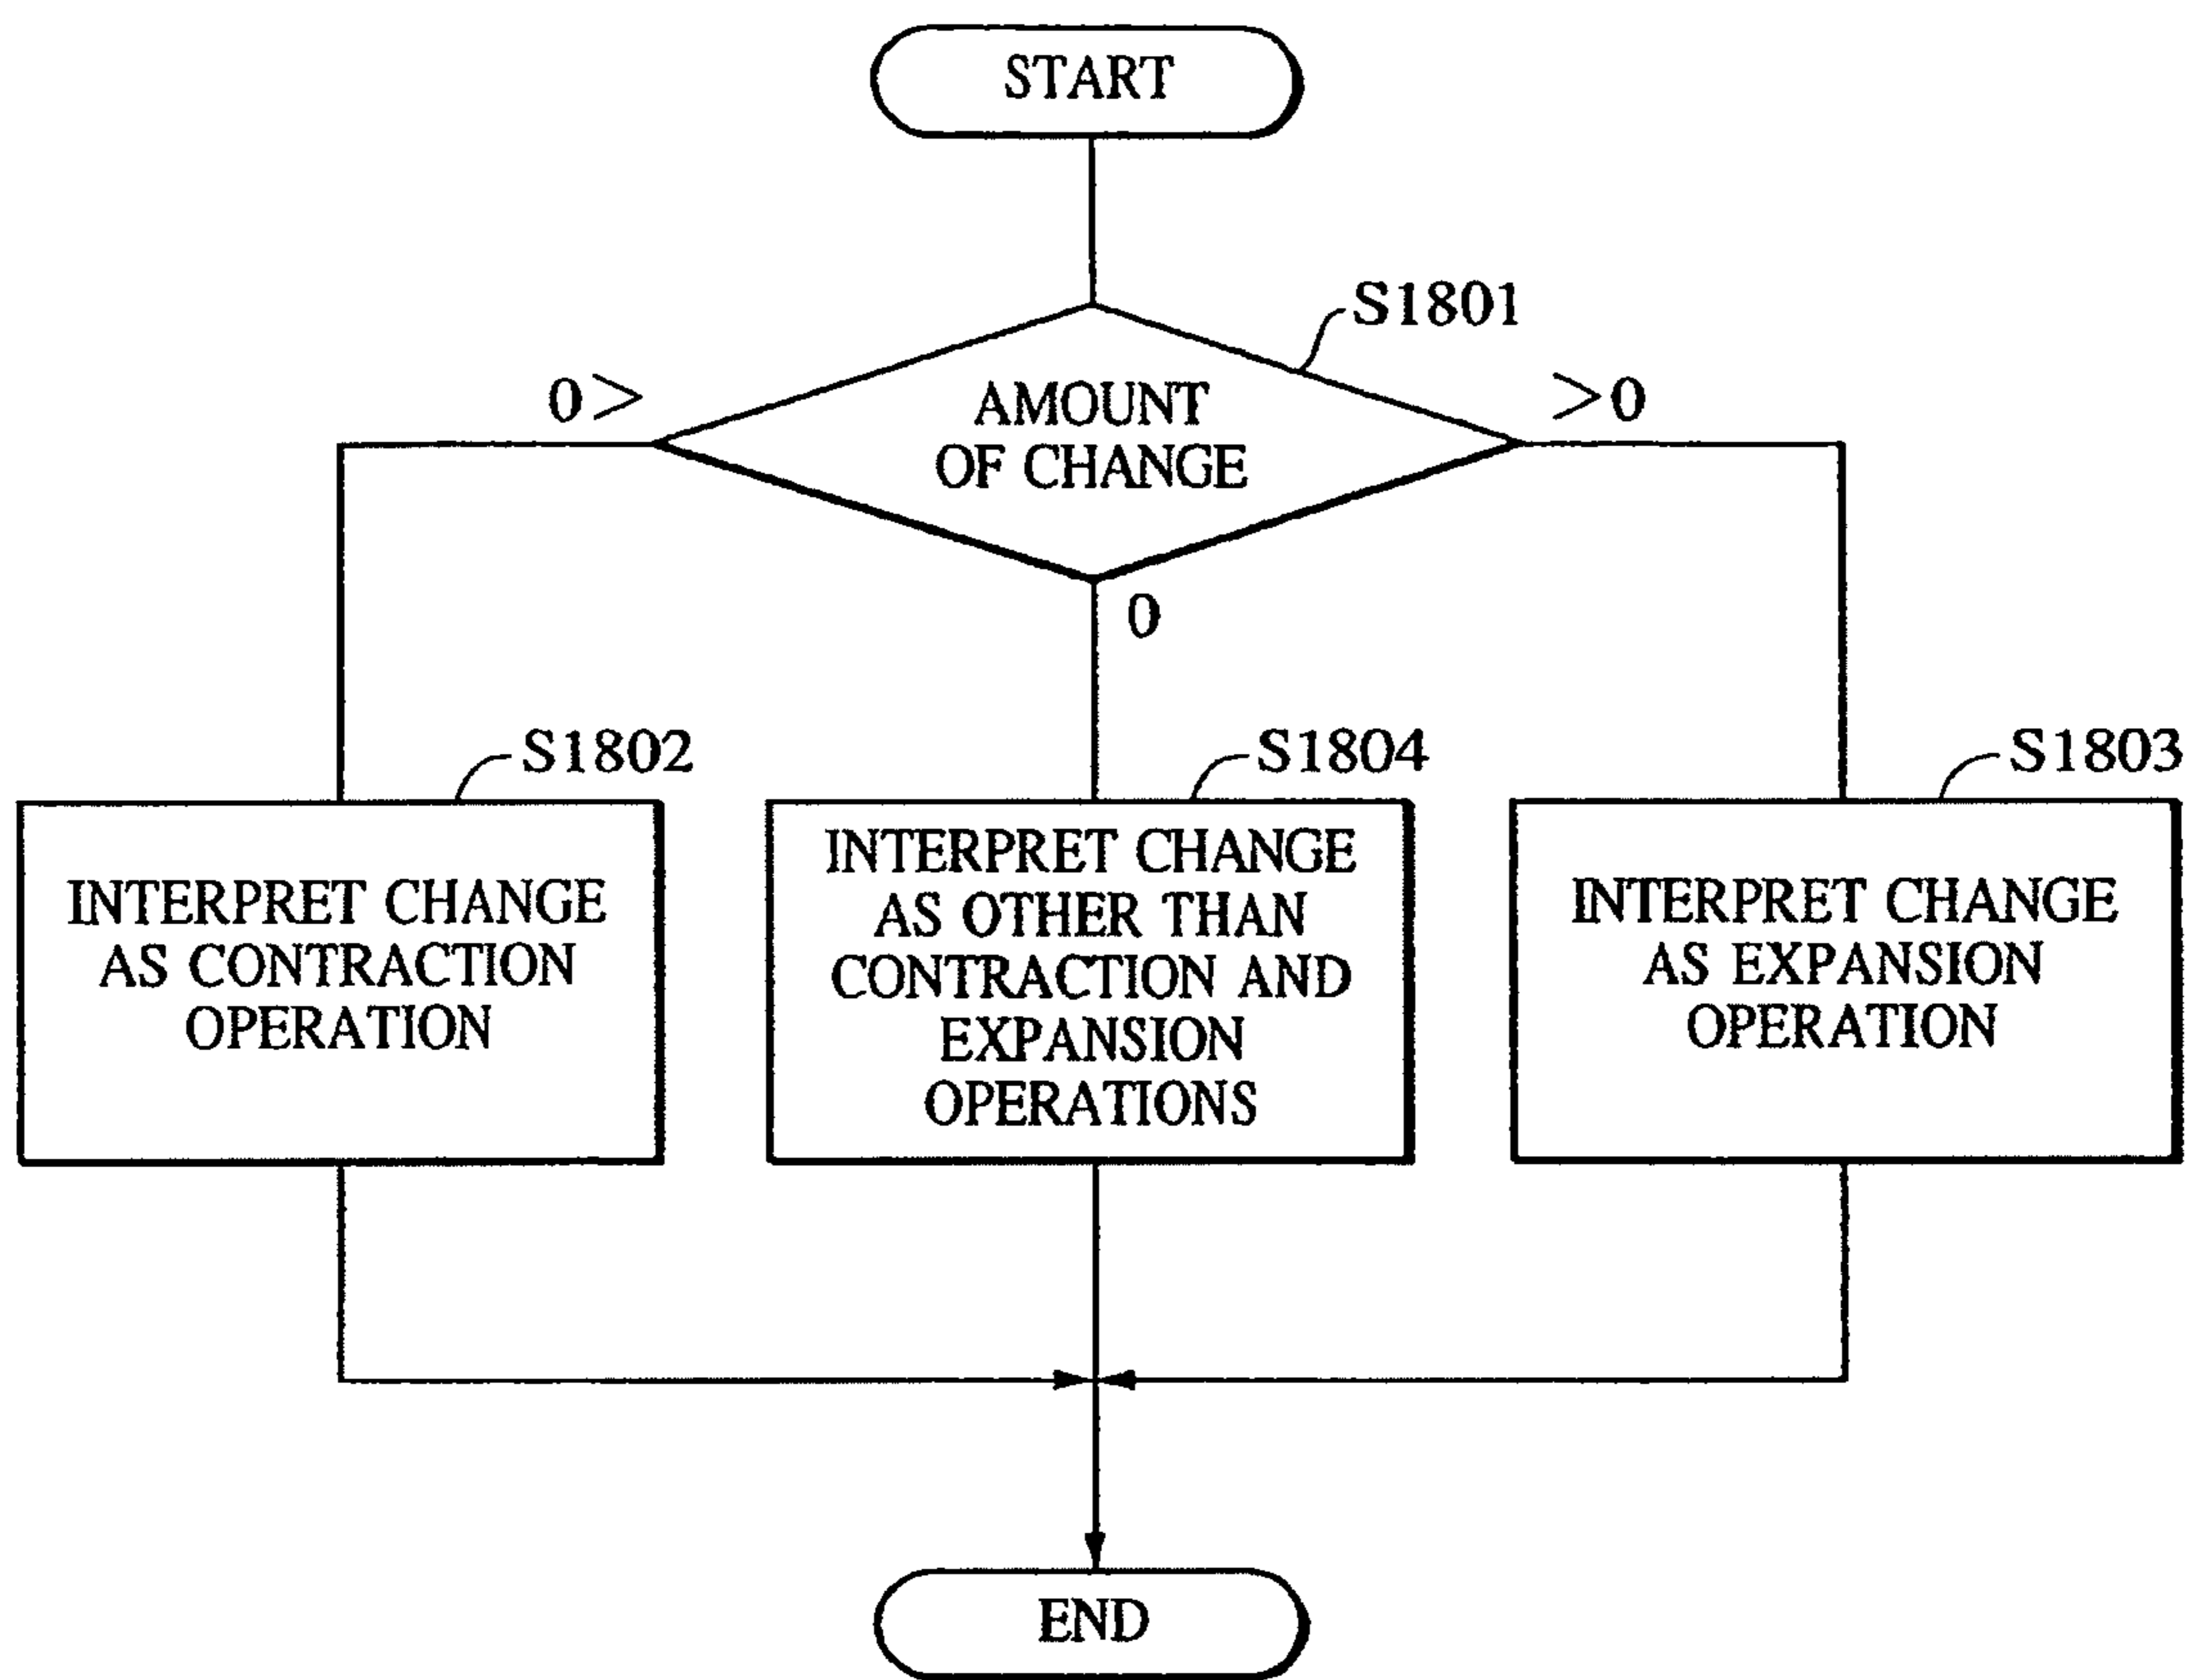 START
S1801
0>
AMOUNT
OF CHANGE
>0
0
S1802
INTERPRET CHANGE
AS CONTRACTION
OPERATION
S1804
INTERPRET CHANGE
AS OTHER THAN
CONTRACTION AND
EXPANSION
OPERATIONS
S1803
INTERPRET CHANGE
AS EXPANSION
OPERATION
END